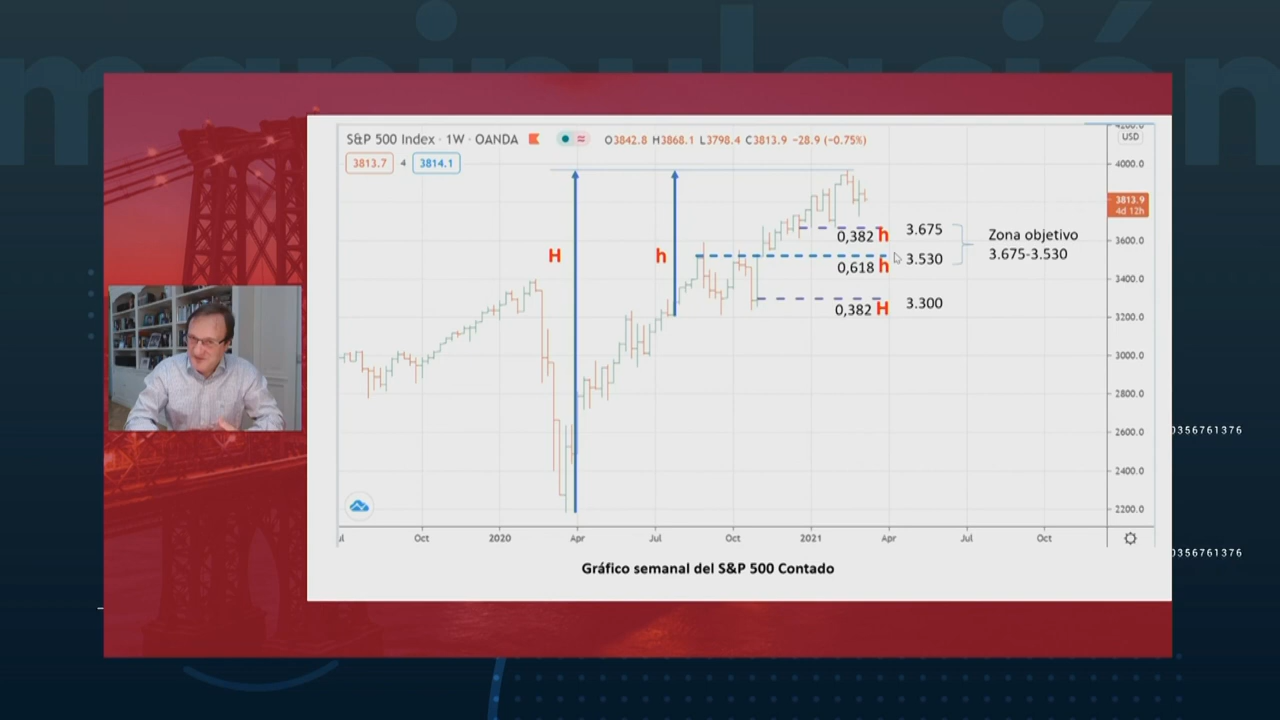 manipulación
S&P 500 Index · 1W · OANDA O3842.8 H3868.1 L3798.4 C3813.9 −28.9 (−0.75%)
3813.7 4 3814.1
4200.0
USD
4000.0
3813.9
4d 12h
3600.0
3400.0
3200.0
3000.0
2800.0
2600.0
2400.0
2200.0
H
h
0,382 h 3.675
0,618 h 3.530
0,382 H 3.300
Zona objetivo
3.675-3.530
Oct 2020 Apr Jul Oct 2021 Apr Jul Oct
Gráfico semanal del S&P 500 Contado
0356761376
0356761376